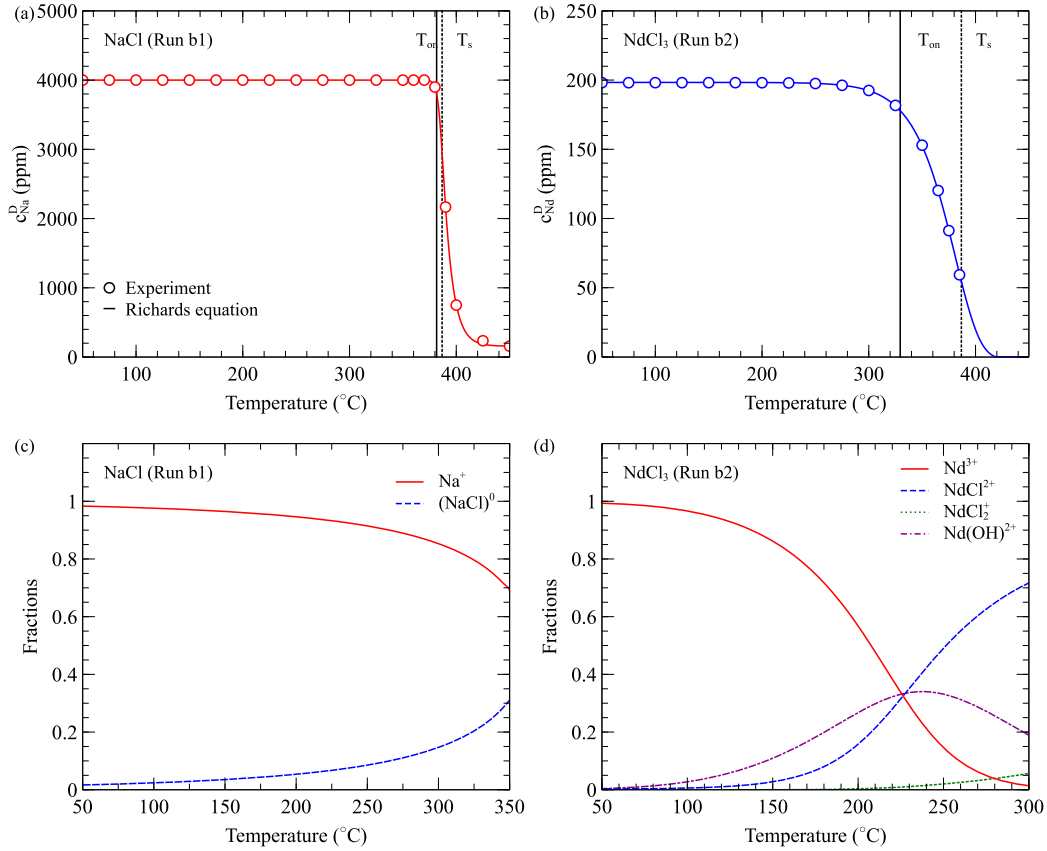 (a)
NaCl (Run b1)
T_on
T_s
5000
4000
3000
2000
1000
0
c^D_Na (ppm)
Experiment
Richards equation
100
200
300
400
Temperature (°C)
(b)
NdCl₃ (Run b2)
T_on
T_s
250
200
150
100
50
0
c^D_Nd (ppm)
100
200
300
400
Temperature (°C)
(c)
NaCl (Run b1)
Na⁺
(NaCl)⁰
1
0.8
0.6
0.4
0.2
0
Fractions
50
100
150
200
250
300
350
Temperature (°C)
(d)
NdCl₃ (Run b2)
Nd³⁺
NdCl²⁺
NdCl₂⁺
Nd(OH)²⁺
1
0.8
0.6
0.4
0.2
0
Fractions
50
100
150
200
250
300
Temperature (°C)